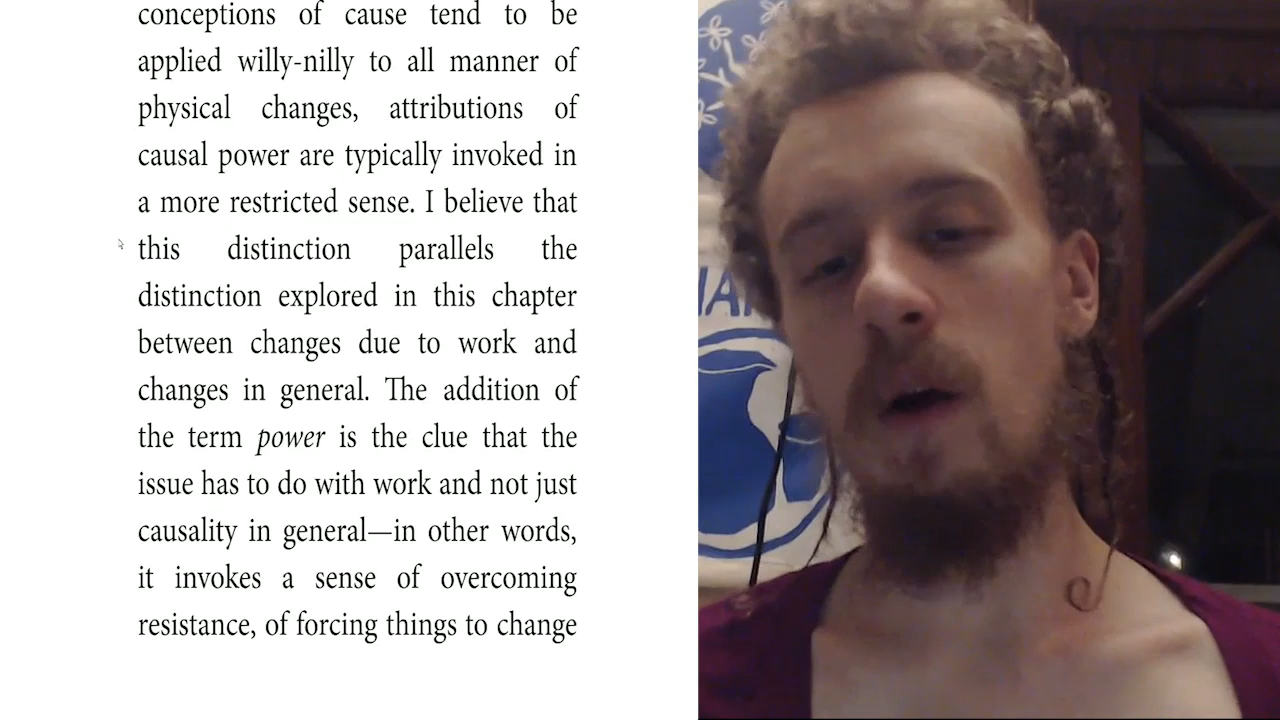 conceptions of cause tend to be
applied willy-nilly to all manner of
physical changes, attributions of
causal power are typically invoked in
a more restricted sense. I believe that
this distinction parallels the
distinction explored in this chapter
between changes due to work and
changes in general. The addition of
the term power is the clue that the
issue has to do with work and not just
causality in general—in other words,
it invokes a sense of overcoming
resistance, of forcing things to change